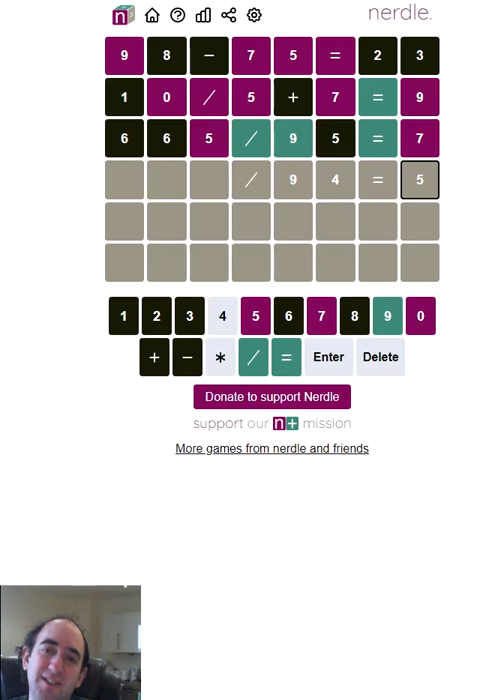 n nerdle.
9 8 − 7 5 = 2 3
1 0 / 5 + 7 = 9
6 6 5 / 9 5 = 7
/ 9 4 = 5
1 2 3 4 5 6 7 8 9 0
+ − * / = Enter Delete
Donate to support Nerdle
support our n+ mission
More games from nerdle and friends